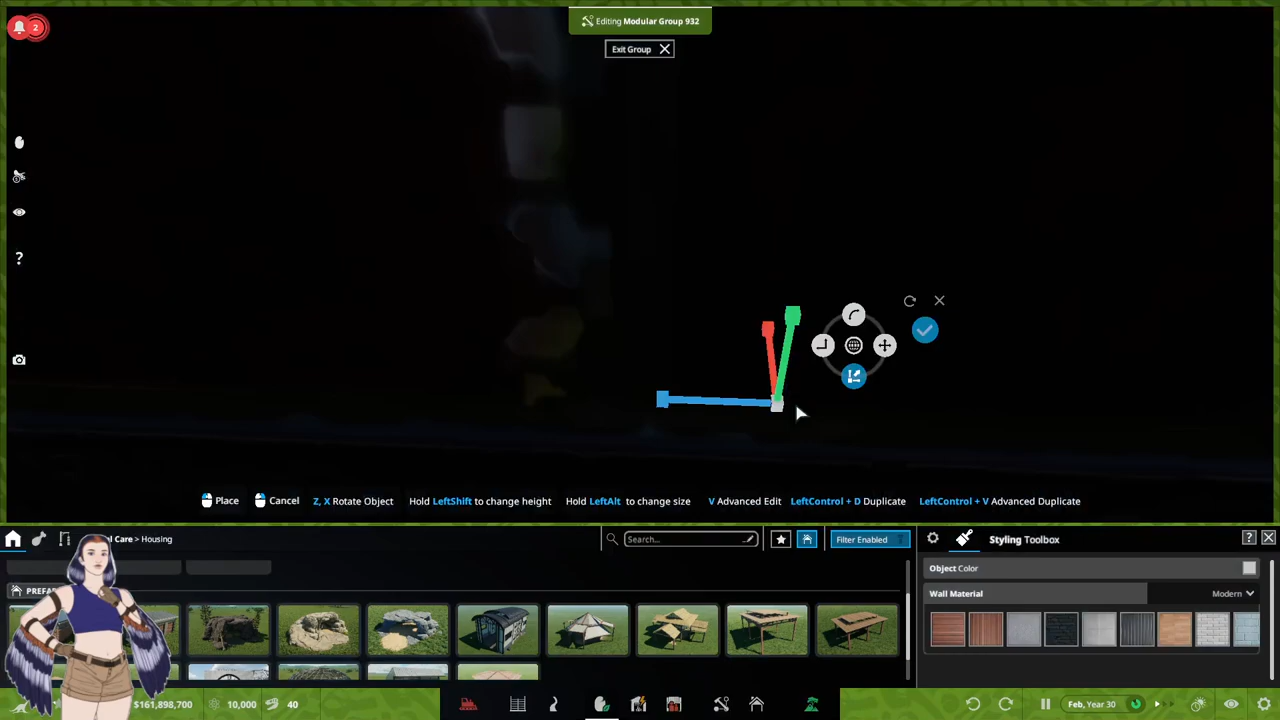 2
Editing Modular Group 932
Exit Group
?
Place Cancel Z, X Rotate Object Hold LeftShift to change height Hold LeftAlt to change size V Advanced Edit LeftControl + D Duplicate LeftControl + V Advanced Duplicate
Care > Housing
Search...
Filter Enabled
Styling Toolbox
?
Object Color
Wall Material
Modern
$161,898,700
10,000
40
Feb, Year 30